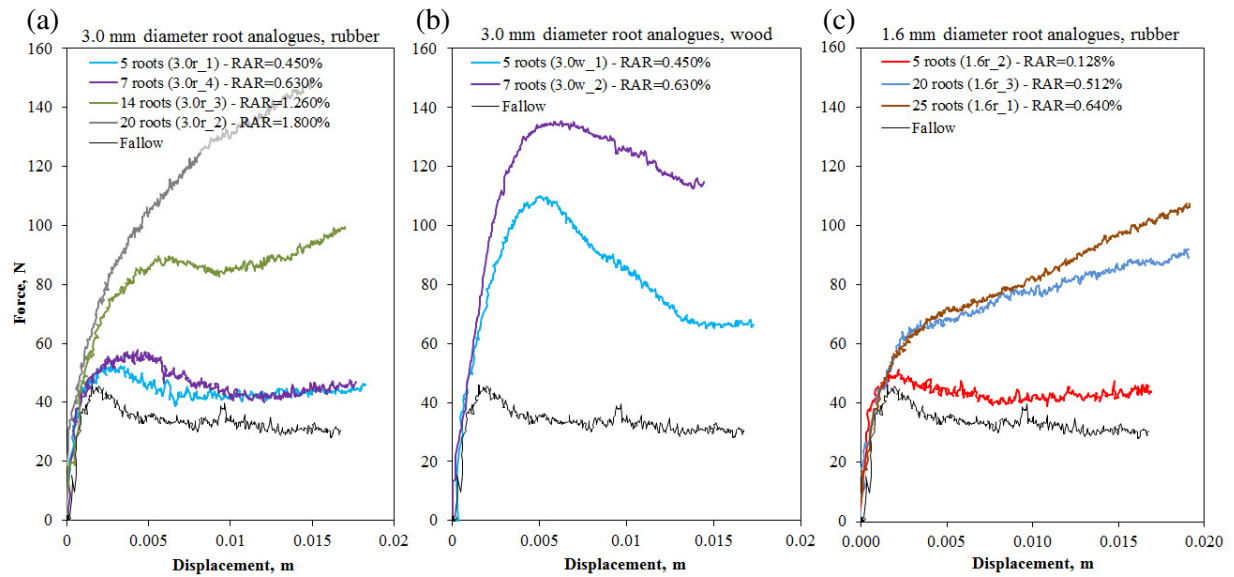 (a)
3.0 mm diameter root analogues, rubber
160
140
120
100
80
60
40
20
0
Force, N
5 roots (3.0r_1) - RAR=0.450%
7 roots (3.0r_4) - RAR=0.630%
14 roots (3.0r_3) - RAR=1.260%
20 roots (3.0r_2) - RAR=1.800%
Fallow
0 0.005 0.01 0.015 0.02
Displacement, m
(b)
3.0 mm diameter root analogues, wood
160
140
120
100
80
60
40
20
0
5 roots (3.0w_1) - RAR=0.450%
7 roots (3.0w_2) - RAR=0.630%
Fallow
0 0.005 0.01 0.015 0.02
Displacement, m
(c)
1.6 mm diameter root analogues, rubber
160
140
120
100
80
60
40
20
0
5 roots (1.6r_2) - RAR=0.128%
20 roots (1.6r_3) - RAR=0.512%
25 roots (1.6r_1) - RAR=0.640%
Fallow
0.000 0.005 0.010 0.015 0.020
Displacement, m